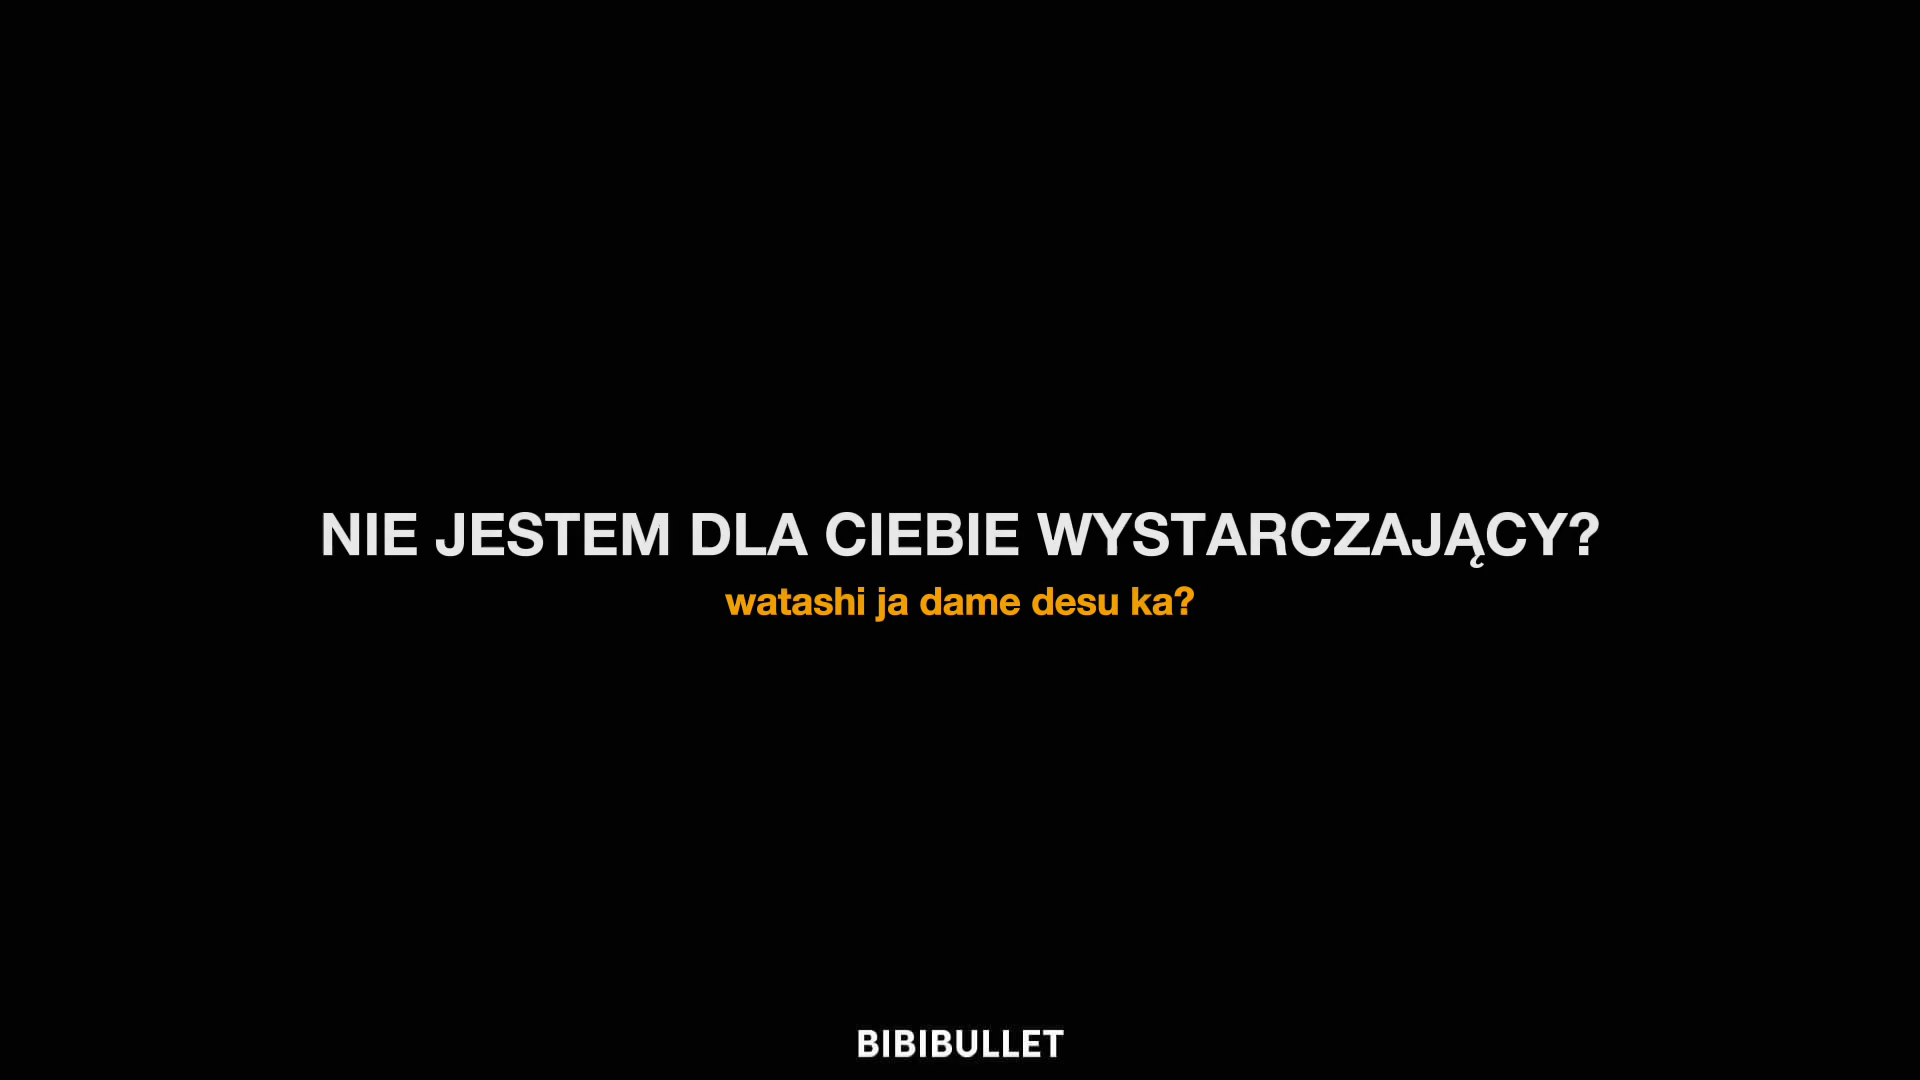 NIE JESTEM DLA CIEBIE WYSTARCZAJĄCY?
watashi ja dame desu ka?
BIBIBULLET